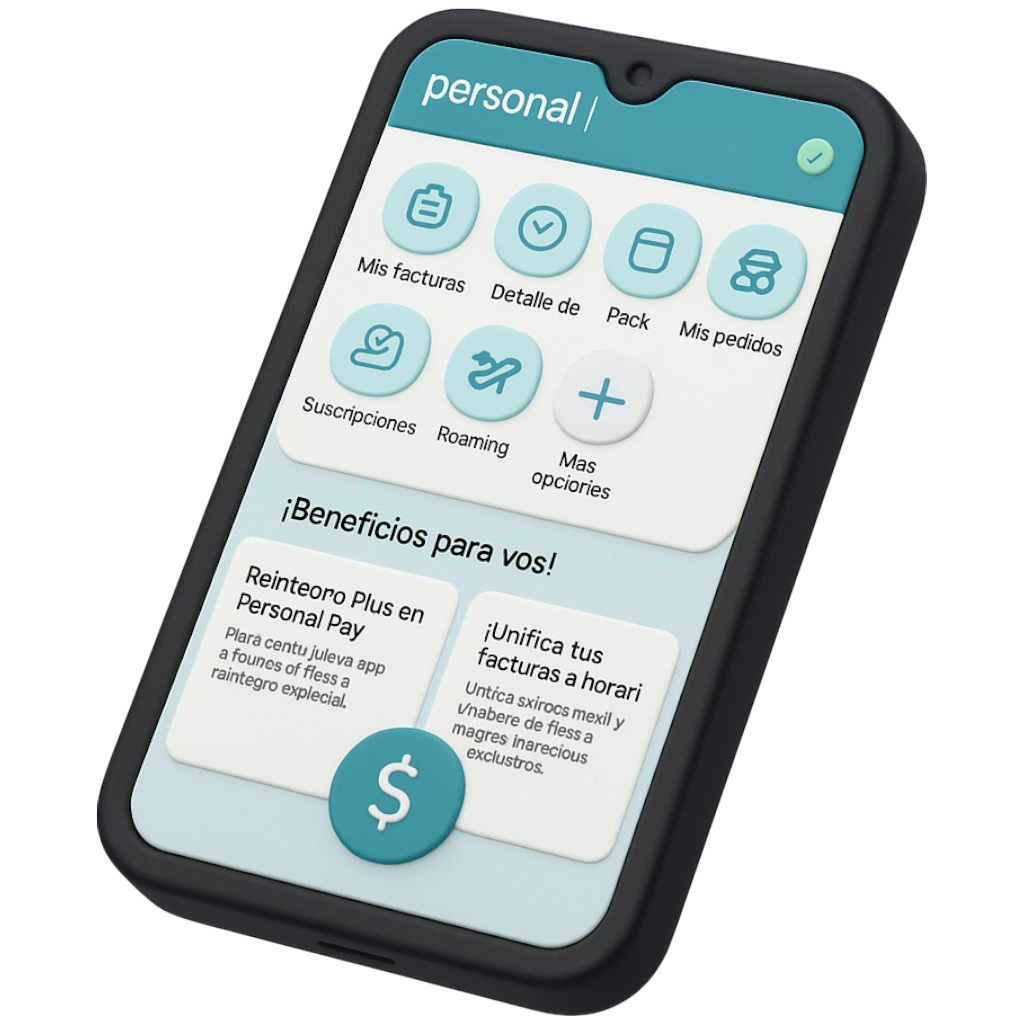 personal |
Mis facturas
Detalle de
Pack
Mis pedidos
Suscripciones
Roaming
Mas
opciories
¡Beneficios para vos!
Reinteoro Plus en
Personal Pay
Plara centu juleva app
a founes of fless a
raintegro explecial.
¡Unifica tus
facturas a horari
Untica sxirocs mexil y
Vnabere de fless a
magres Inarecious
exclustros.
$